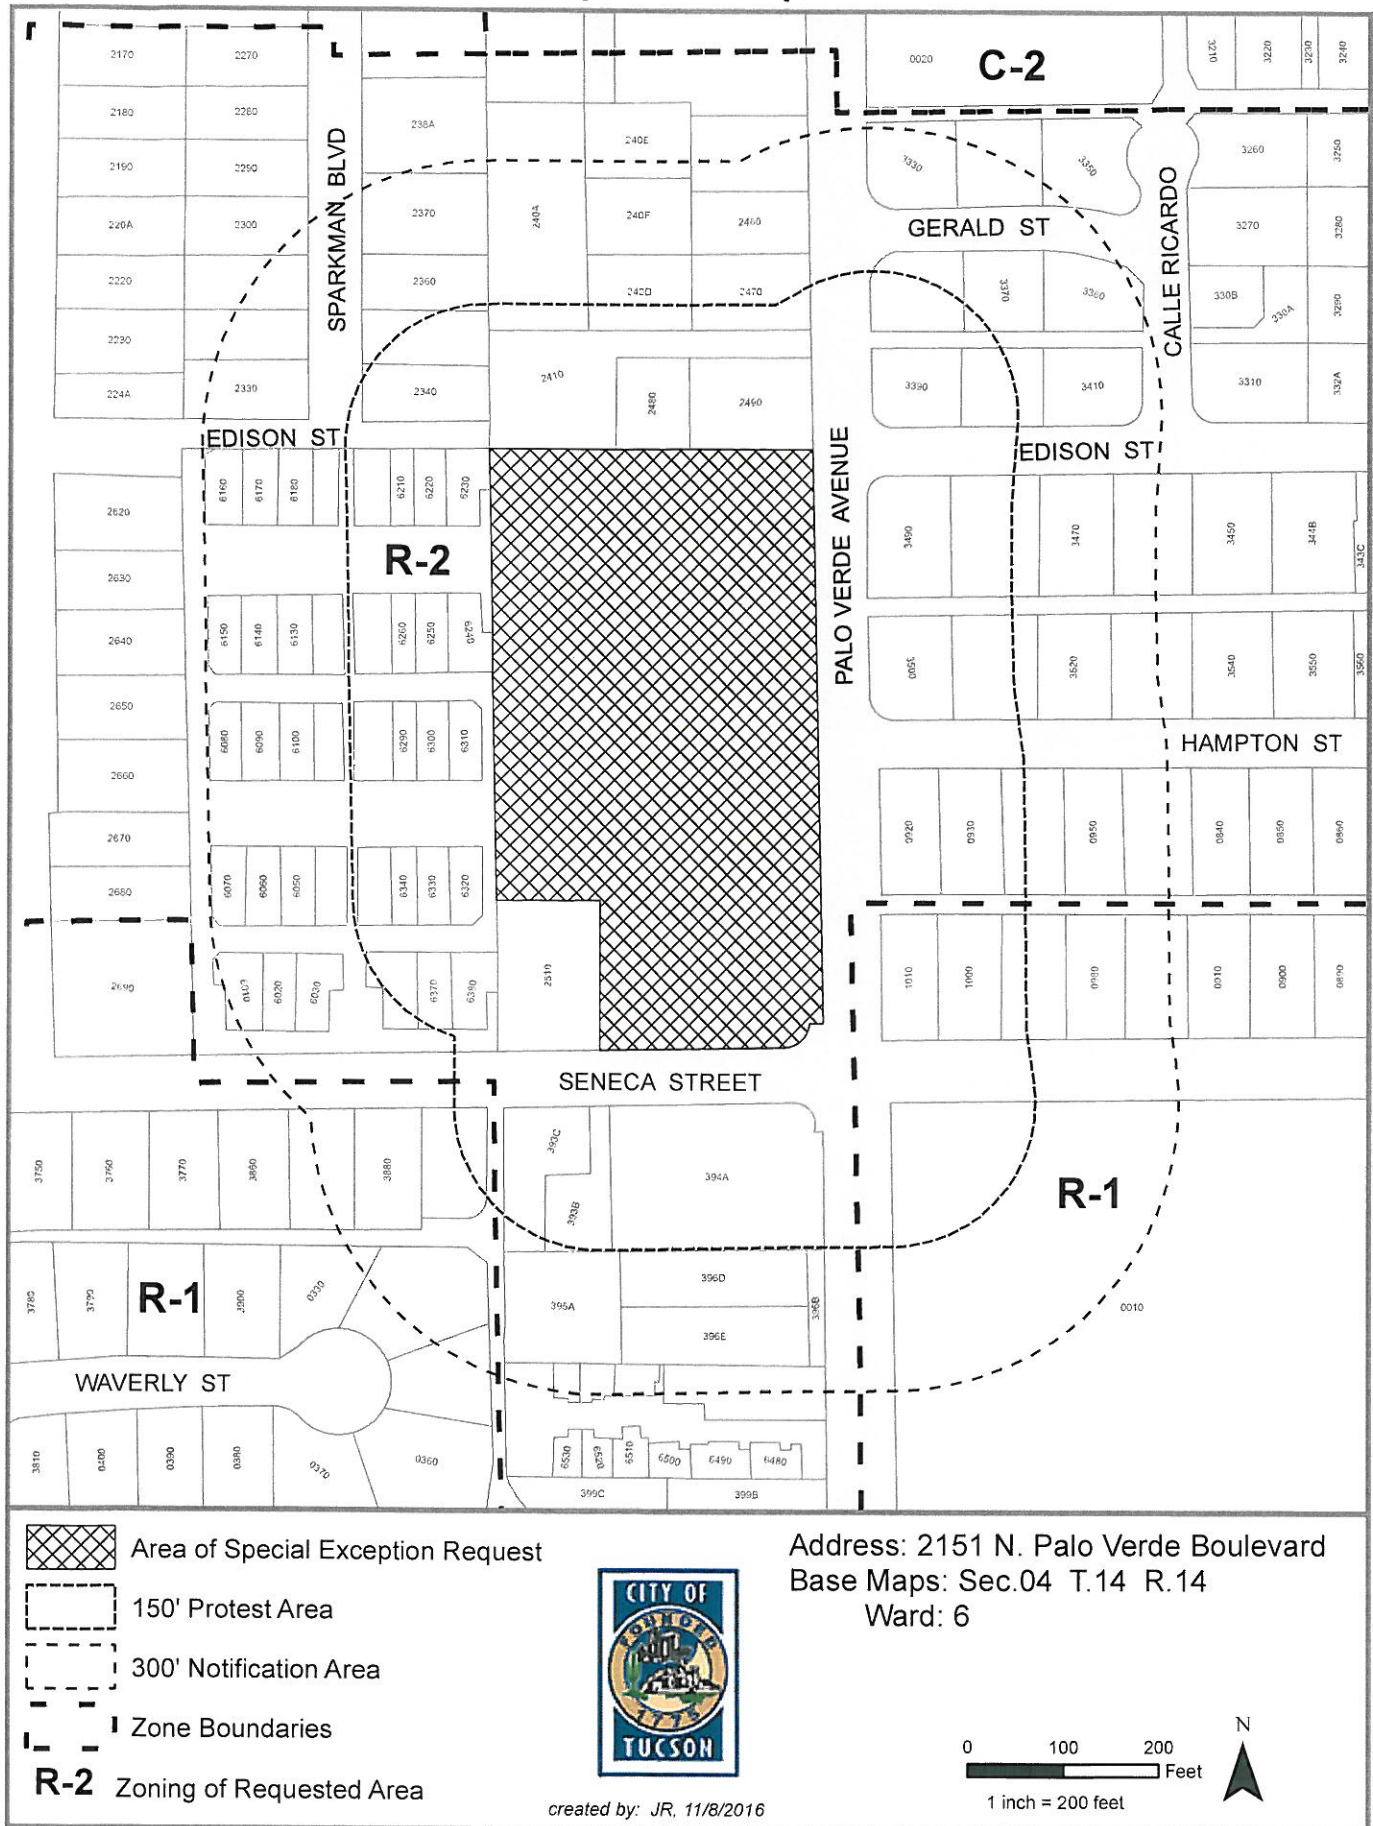 2170
2270
0020
C-2
3210
3220
3230
3240
2180
2280
238A
240E
2190
2290
SPARKMAN BLVD
3330
3350
3260
3250
220A
2300
2370
240A
240F
2460
GERALD ST
CALLE RICARDO
3270
3280
2220
2360
242D
2470
3370
3360
330B
330A
3290
2230
224A
2330
2340
2410
2480
2490
3390
3410
3310
332A
EDISON ST
PALO VERDE AVENUE
EDISON ST
2620
6160
6170
6180
6210
6220
6230
R-2
3490
3470
3450
344B
343C
2630
2640
6150
6140
6130
6260
6250
6240
3500
3520
3540
3550
3560
2650
6080
6090
6100
6290
6300
6310
HAMPTON ST
2660
2670
0920
0930
0950
0840
0850
0860
2680
6070
6060
6050
6340
6330
6320
2690
6010
6020
6030
6370
6380
2510
1010
1000
0980
0910
0900
0890
SENECA STREET
3750
3760
3770
3860
3880
393C
393B
394A
R-1
3780
3790
R-1
3900
0330
395A
396D
396E
396B
0010
WAVERLY ST
3810
0400
0390
0380
0370
0360
6530
6520
6510
6500
6490
6480
399C
399B
Area of Special Exception Request
150' Protest Area
300' Notification Area
Zone Boundaries
R-2 Zoning of Requested Area
CITY OF
FOUNDED
1775
TUCSON
created by: JR, 11/8/2016
Address: 2151 N. Palo Verde Boulevard
Base Maps: Sec.04 T.14 R.14
Ward: 6
0 100 200
Feet
1 inch = 200 feet
N